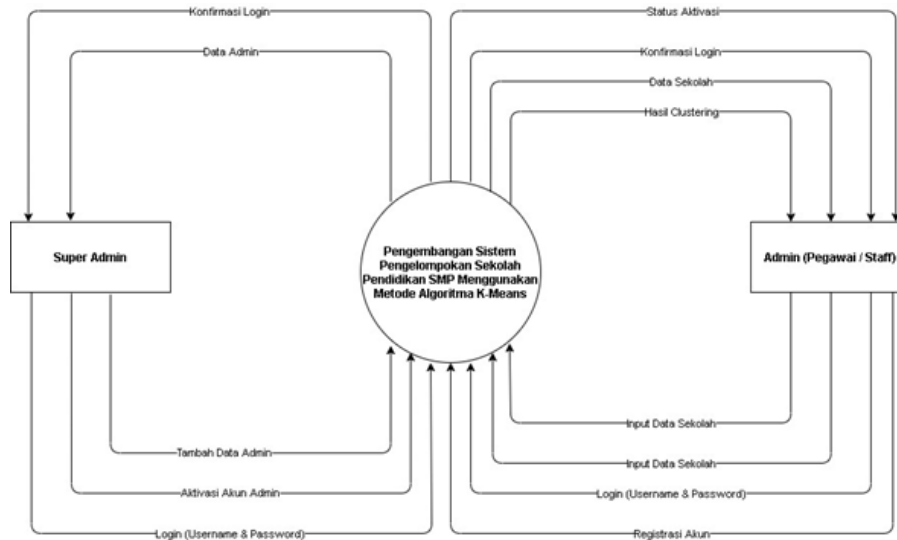 Konfirmasi Login
Status Aktivasi
Data Admin
Konfirmasi Login
Data Sekolah
Hasil Clustering
Super Admin
Pengembangan Sistem
Pengelompokan Sekolah
Pendidikan SMP Menggunakan
Metode Algoritma K-Means
Admin (Pegawai / Staff)
Input Data Sekolah
Tambah Data Admin
Input Data Sekolah
Aktivasi Akun Admin
Login (Username & Password)
Login (Username & Password)
Registrasi Akun